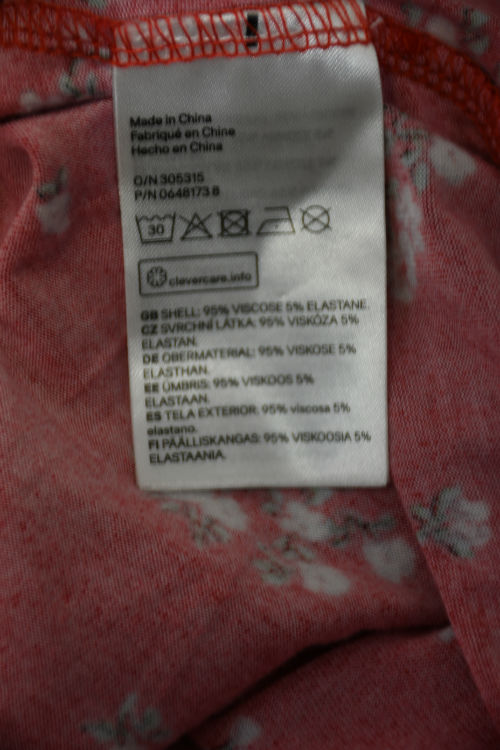 Made in China
Fabriqué en Chine
Hecho en China
O/N 305315
P/N 0648173 8
30
clevercare.info
GB SHELL: 95% VISCOSE 5% ELASTANE.
CZ SVRCHNÍ LÁTKA: 95% VISKÓZA 5%
ELASTAN.
DE OBERMATERIAL: 95% VISKOSE 5%
ELASTHAN.
EE ÜMBRIS: 95% VISKOOS 5%
ELASTAAN.
ES TELA EXTERIOR: 95% viscosa 5%
elastano.
FI PÄÄLLISKANGAS: 95% VISKOOSIA 5%
ELASTAANIA.